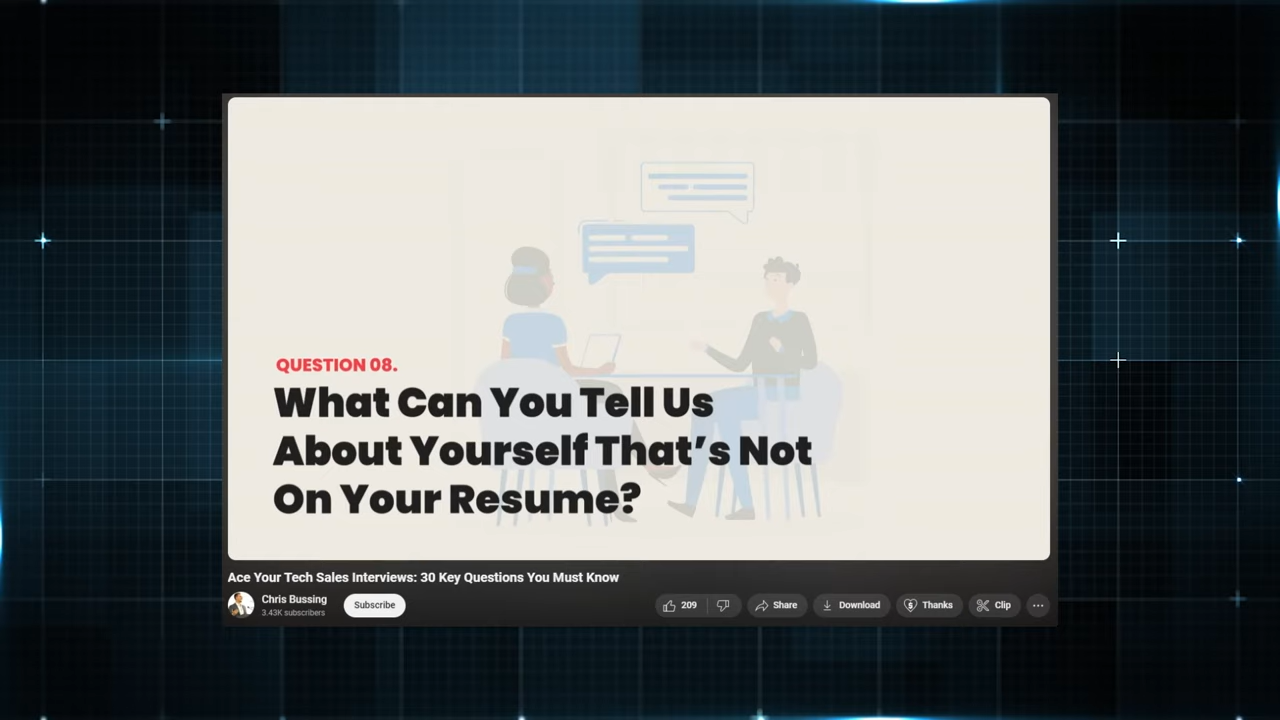 QUESTION 08.
What Can You Tell Us
About Yourself That’s Not
On Your Resume?
Ace Your Tech Sales Interviews: 30 Key Questions You Must Know
Chris Bussing
3.43K subscribers
Subscribe
209
Share
Download
Thanks
Clip